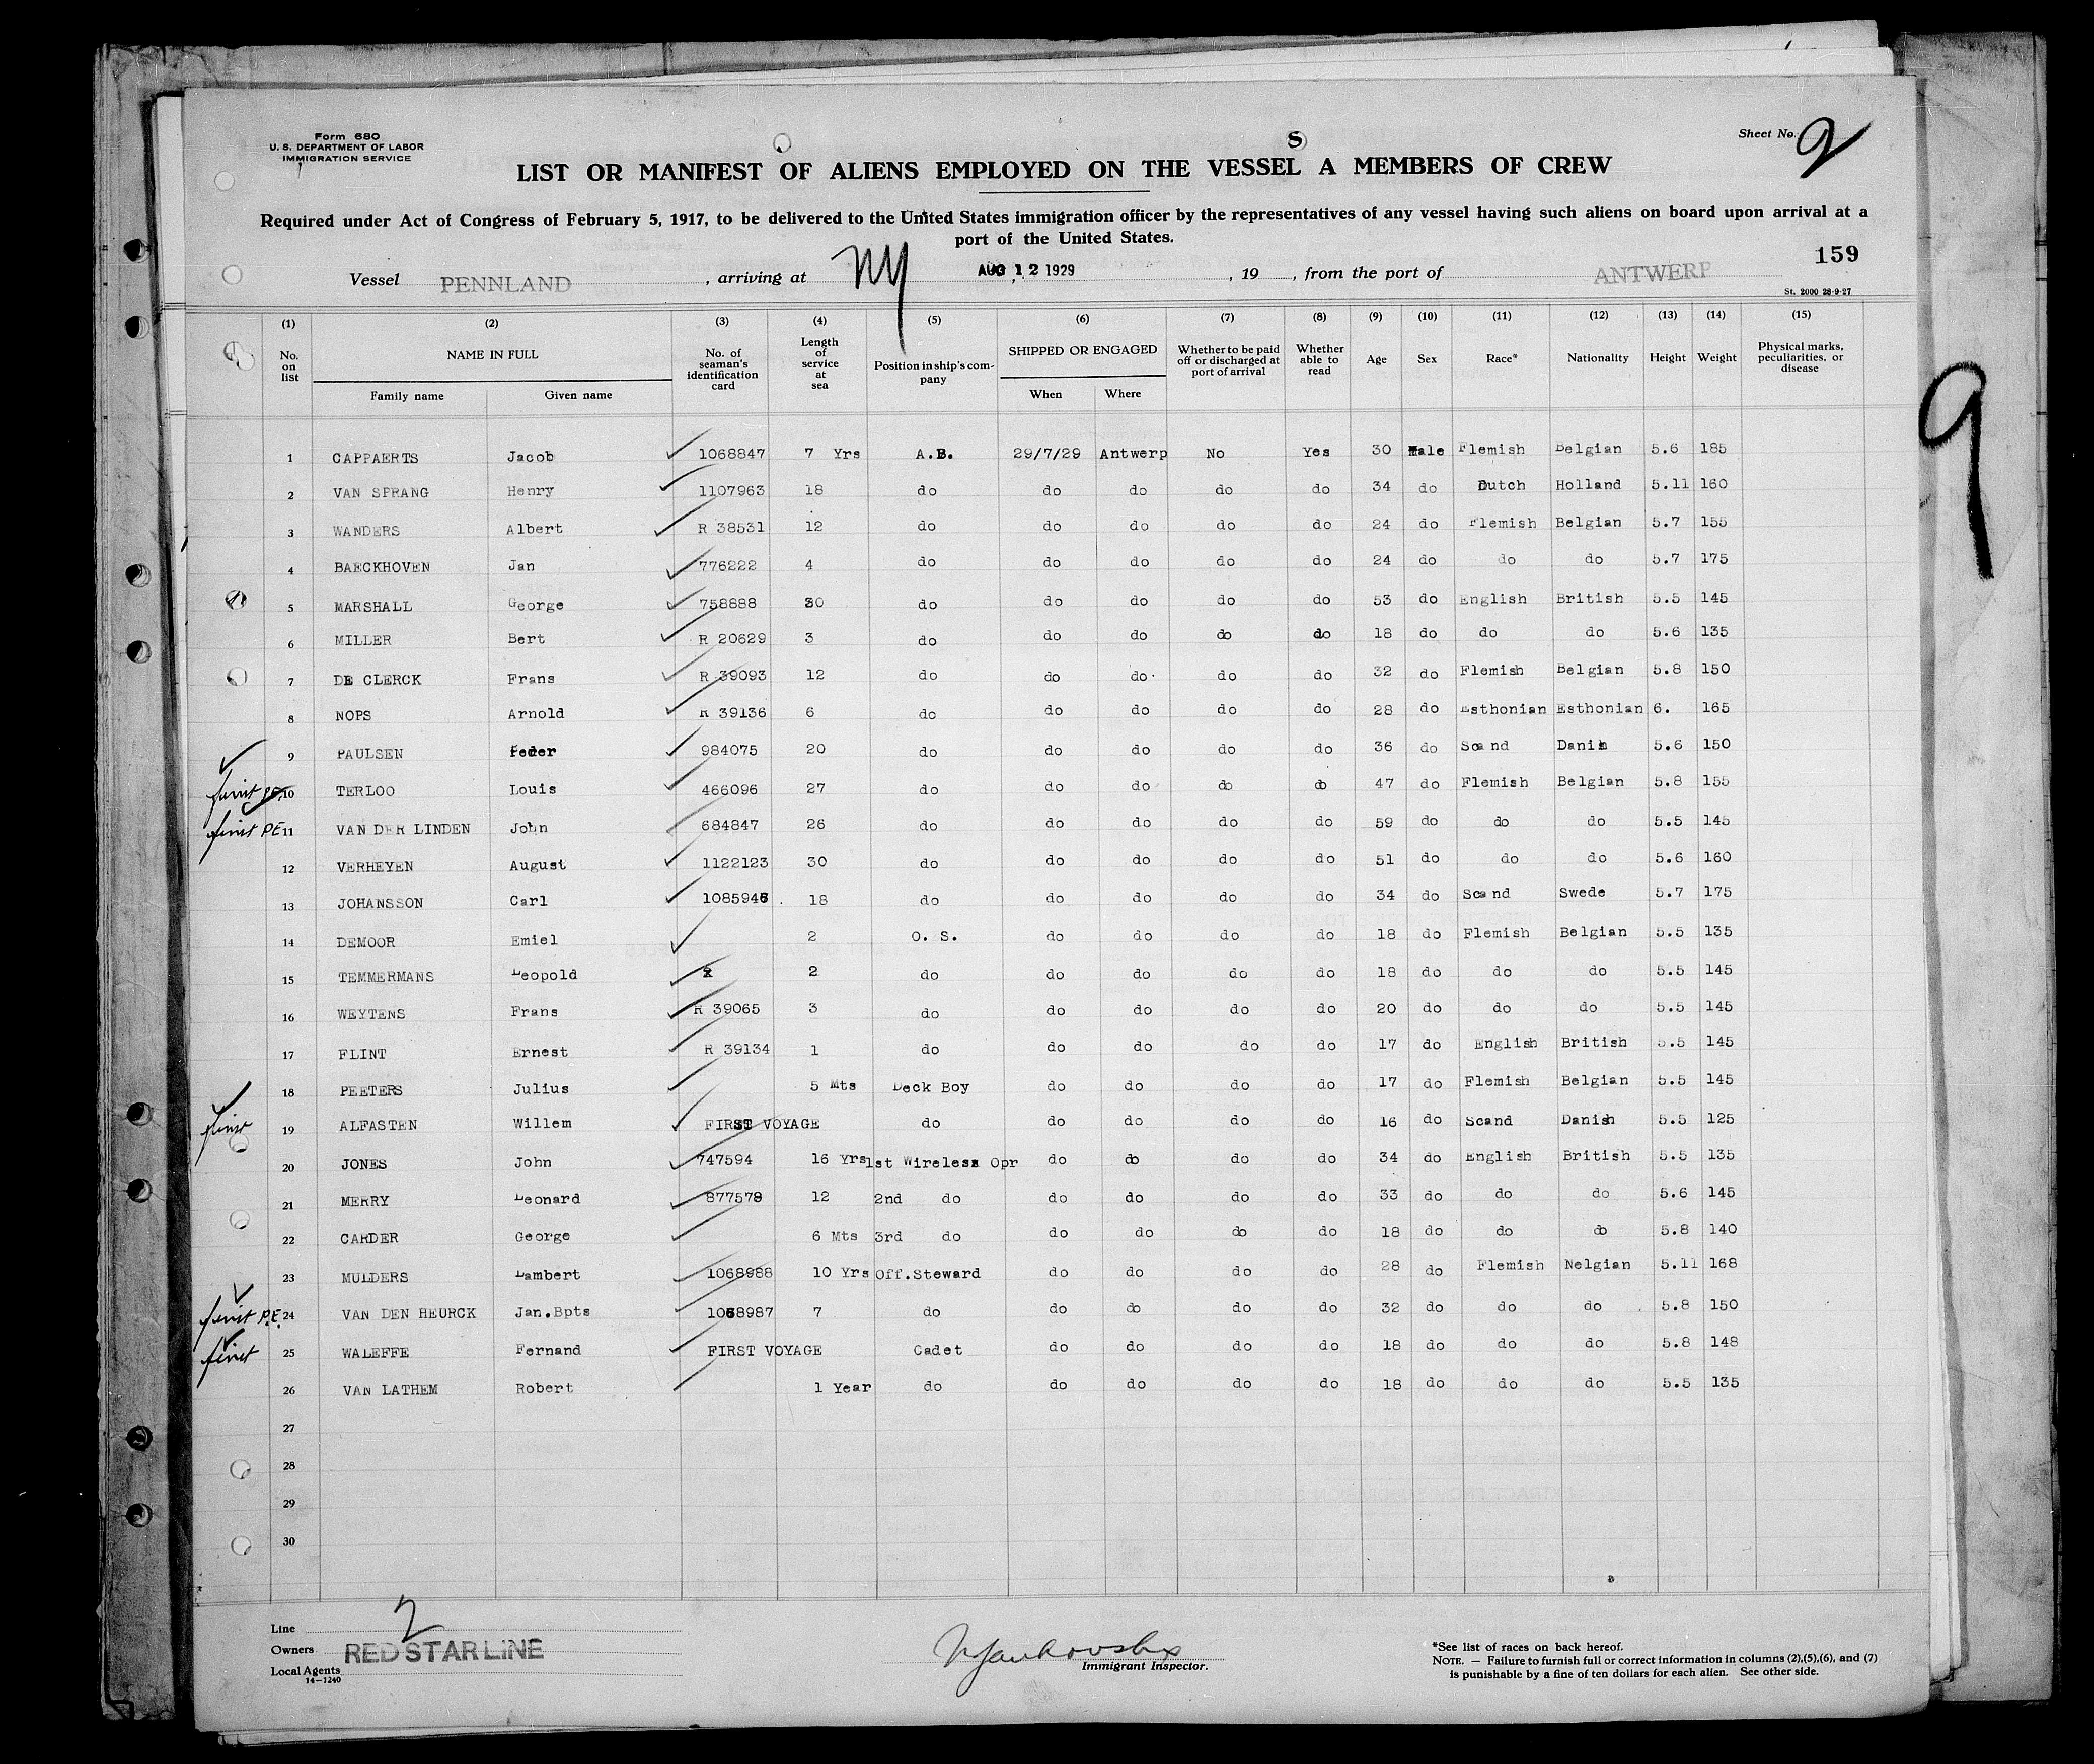 Form 680
U. S. DEPARTMENT OF LABOR
IMMIGRATION SERVICE
Sheet No. 2
S
LIST OR MANIFEST OF ALIENS EMPLOYED ON THE VESSEL A MEMBERS OF CREW
Required under Act of Congress of February 5, 1917, to be delivered to the United States immigration officer by the representatives of any vessel having such aliens on board upon arrival at a
port of the United States.
159
Vessel PENNLAND , arriving at NY AUG 12 1929 , 19 , from the port of ANTWERP
St. 2000 28-9-27
(1) (2) (3) (4) (5) (6) (7) (8) (9) (10) (11) (12) (13) (14) (15)
No. on list NAME IN FULL Family name Given name No. of seaman's identification card Length of service at sea Position in ship's company SHIPPED OR ENGAGED When Where Whether to be paid off or discharged at port of arrival Whether able to read Age Sex Race* Nationality Height Weight Physical marks, peculiarities, or disease
1 CAPPAERTS Jacob 1068847 7 Yrs A.B. 29/7/29 Antwerp No Yes 30 Male Flemish Belgian 5.6 185
2 VAN SPRANG Henry 1107963 18 do do do do do 34 do Dutch Holland 5.11 160
3 WANDERS Albert R 38531 12 do do do do do 24 do Flemish Belgian 5.7 155
4 BAECKHOVEN Jan 776222 4 do do do do do 24 do do do 5.7 175
5 MARSHALL George 758888 30 do do do do do 53 do English British 5.5 145
6 MILLER Bert R 20629 3 do do do do do 18 do do do 5.6 135
7 DE CLERCK Frans R 39093 12 do do do do do 32 do Flemish Belgian 5.8 150
8 NOPS Arnold R 39136 6 do do do do do 28 do Esthonian Esthonian 6. 165
9 PAULSEN Peder 984075 20 do do do do do 36 do Scand Danih 5.6 150
10 TERLOO Louis 466096 27 do do do do do 47 do Flemish Belgian 5.8 155
P.E. 11 VAN DER LINDEN John 684847 26 do do do do do 59 do do do 5.5 145
12 VERHEYEN August 1122123 30 do do do do do 51 do do do 5.6 160
13 JOHANSSON Carl 1085946 18 do do do do do 34 do Scand Swede 5.7 175
14 DEMOOR Emiel 2 O. S. do do do do 18 do Flemish Belgian 5.5 135
15 TEMMERMANS Leopold 2 do do do do do 18 do do do 5.5 145
16 WEYTENS Frans R 39065 3 do do do do do 20 do do do 5.5 145
17 FLINT Ernest R 39134 1 do do do do do 17 do English British 5.5 145
18 PEETERS Julius 5 Mts Deck Boy do do do do 17 do Flemish Belgian 5.5 145
19 ALFASTEN Willem FIRST VOYAGE do do do do do 16 do Scand Danish 5.5 125
20 JONES John 747594 16 Yrs 1st Wireless Opr do do do do 34 do English British 5.5 135
21 MERRY Leonard 877579 12 2nd do do do do do 33 do do do 5.6 145
22 CARDER George 6 Mts 3rd do do do do do 18 do do do 5.8 140
23 MULDERS Lambert 1068988 10 Yrs Off.Steward do do do do 28 do Flemish Nelgian 5.11 168
P.E. 24 VAN DEN HEURCK Jan.Bpts 1068987 7 do do do do do 32 do do do 5.8 150
25 WALEFFE Fernand FIRST VOYAGE Cadet do do do do 18 do do do 5.8 148
26 VAN LATHEM Robert 1 Year do do do do do 18 do do do 5.5 135
27
28
29
30
9
2
Line
Owners RED STAR LINE
Local Agents
14-1240
Immigrant Inspector.
*See list of races on back hereof.
NOTE. — Failure to furnish full or correct information in columns (2),(5),(6), and (7)
is punishable by a fine of ten dollars for each alien. See other side.